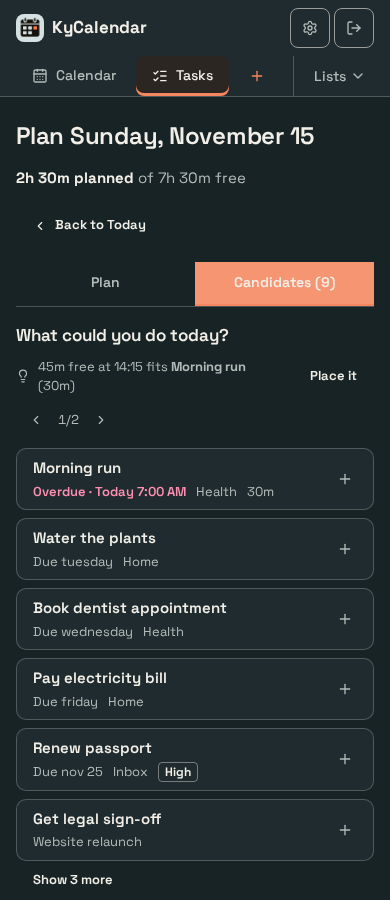 KyCalendar
Calendar
Tasks
Lists
Plan Sunday, November 15
2h 30m planned of 7h 30m free
Back to Today
Plan
Candidates (9)
What could you do today?
45m free at 14:15 fits Morning run
(30m)
Place it
1/2
Morning run
Overdue · Today 7:00 AM Health 30m
Water the plants
Due tuesday Home
Book dentist appointment
Due wednesday Health
Pay electricity bill
Due friday Home
Renew passport
Due nov 25 Inbox High
Get legal sign-off
Website relaunch
Show 3 more